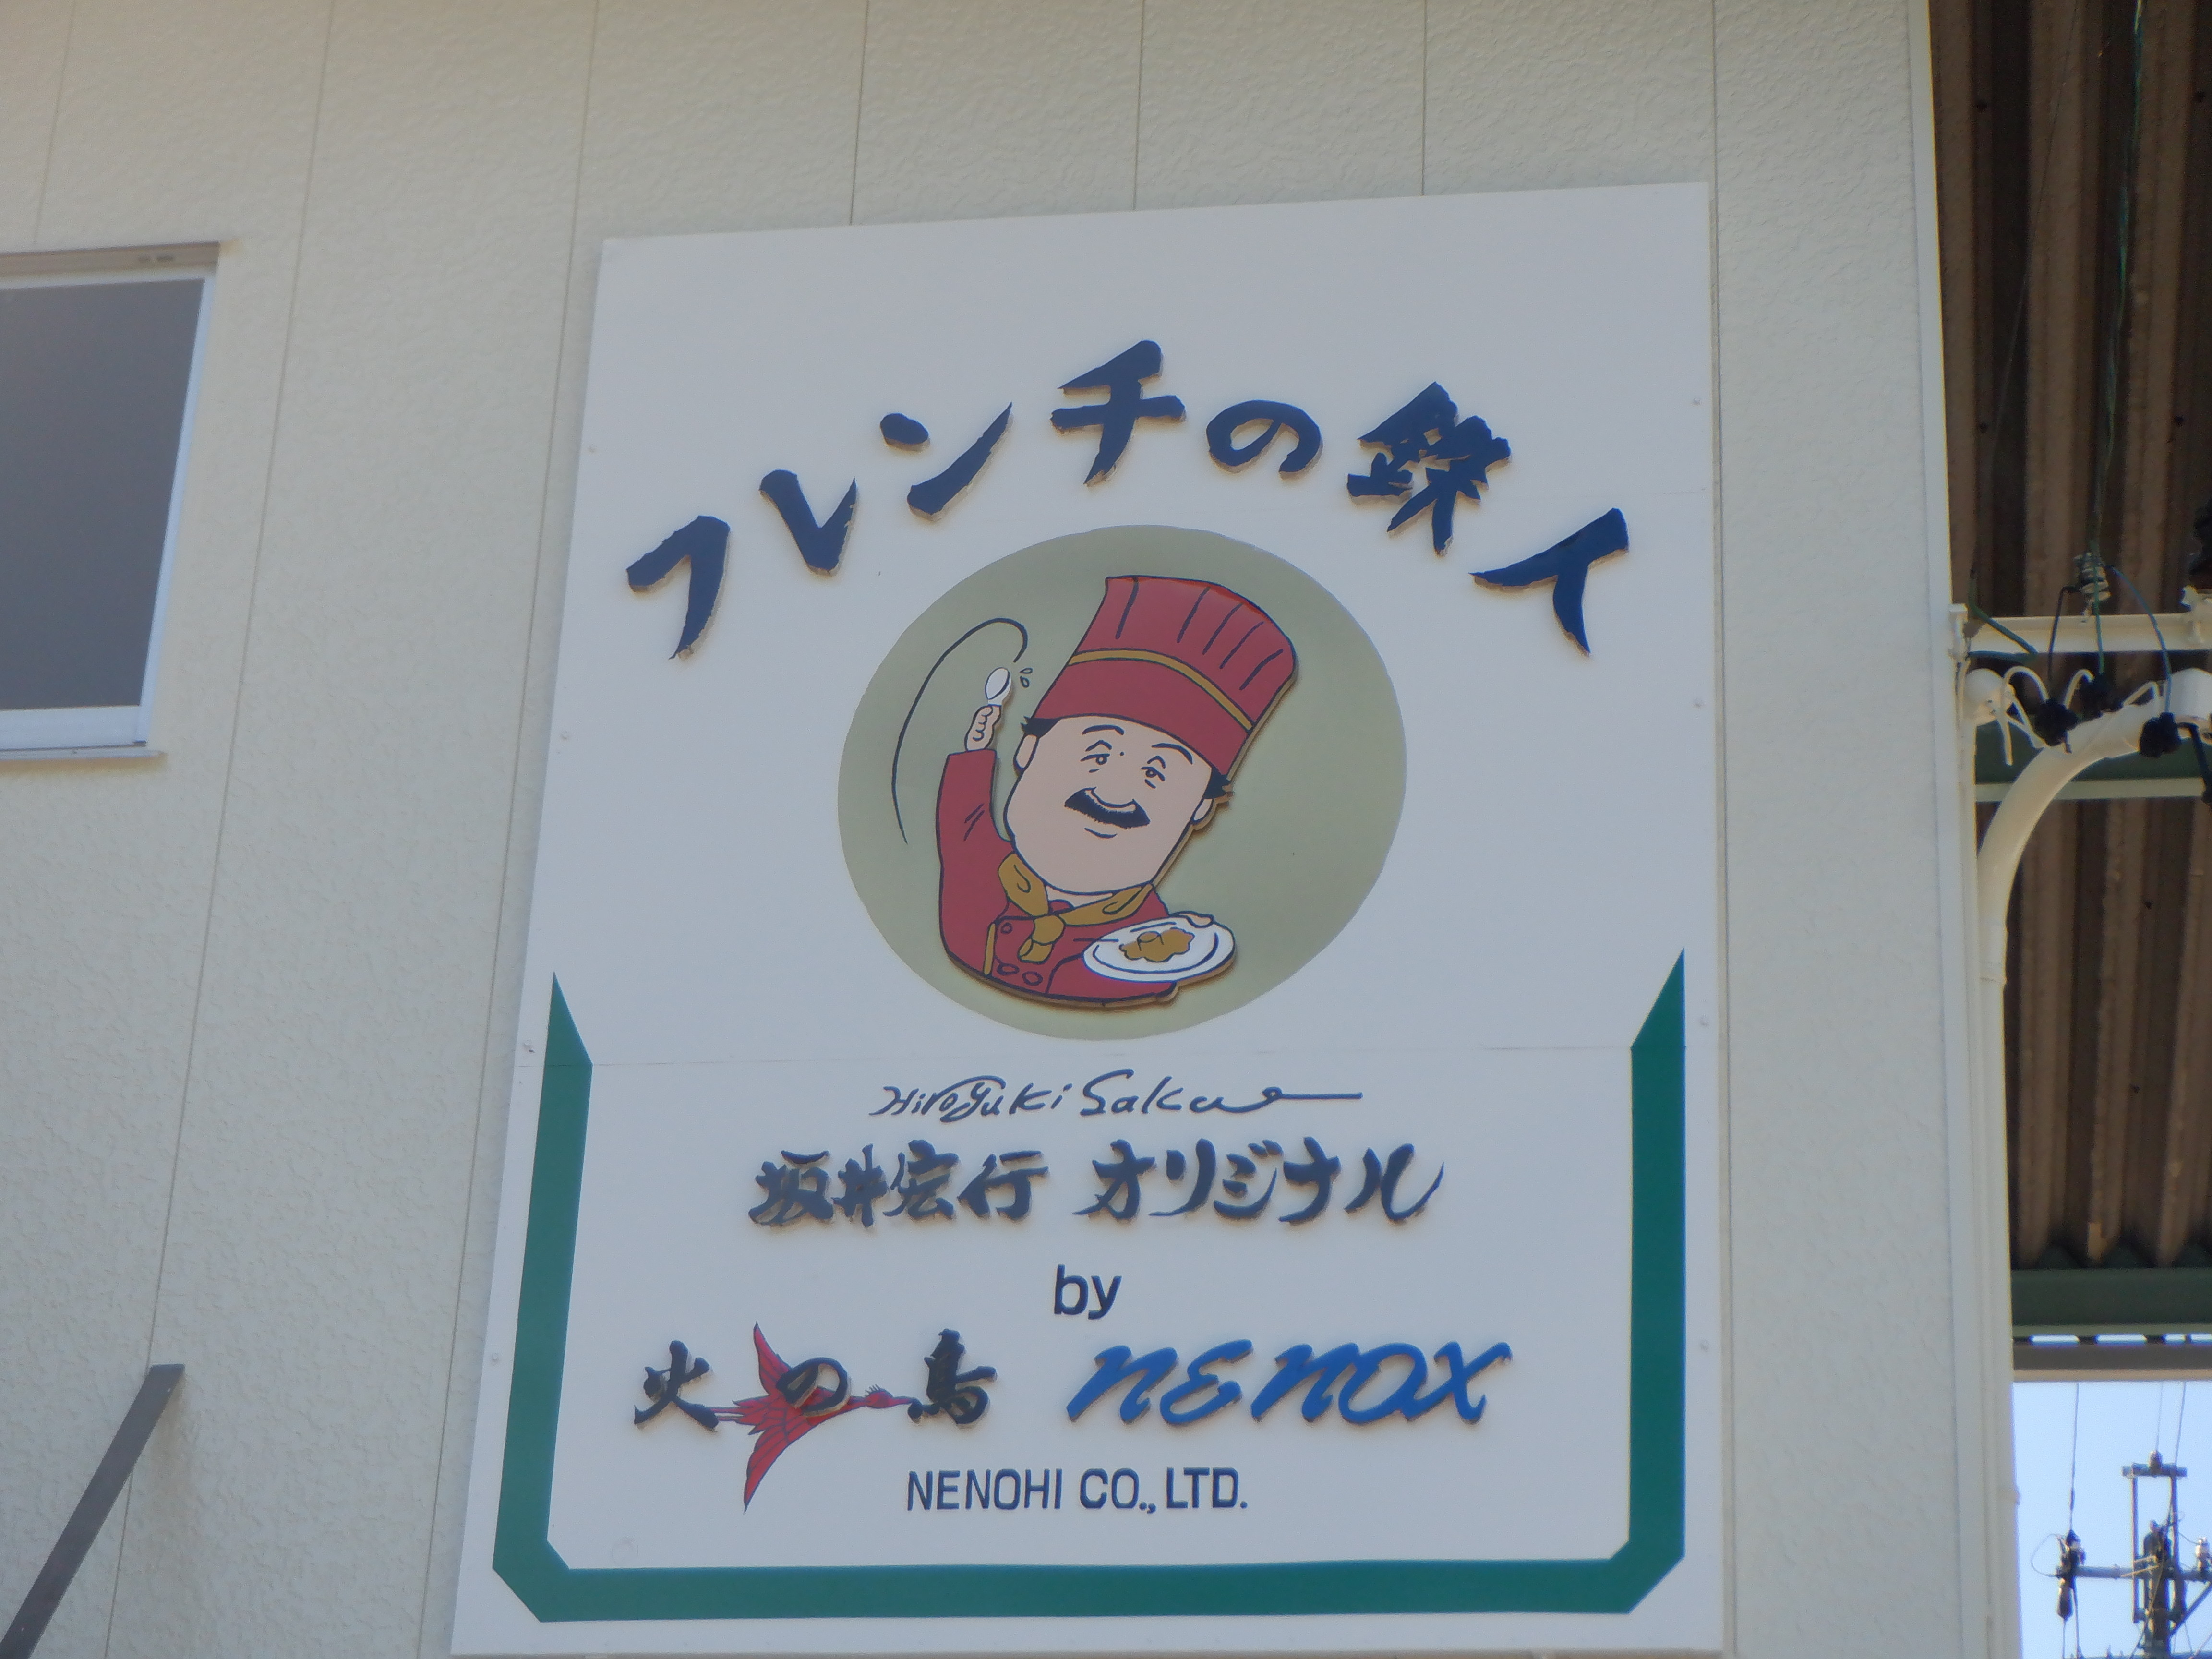 フレンチの鉄人
Hiroyuki Sakai
坂井宏行 オリジナル
by
火の鳥 nenox
NENOHI CO., LTD.